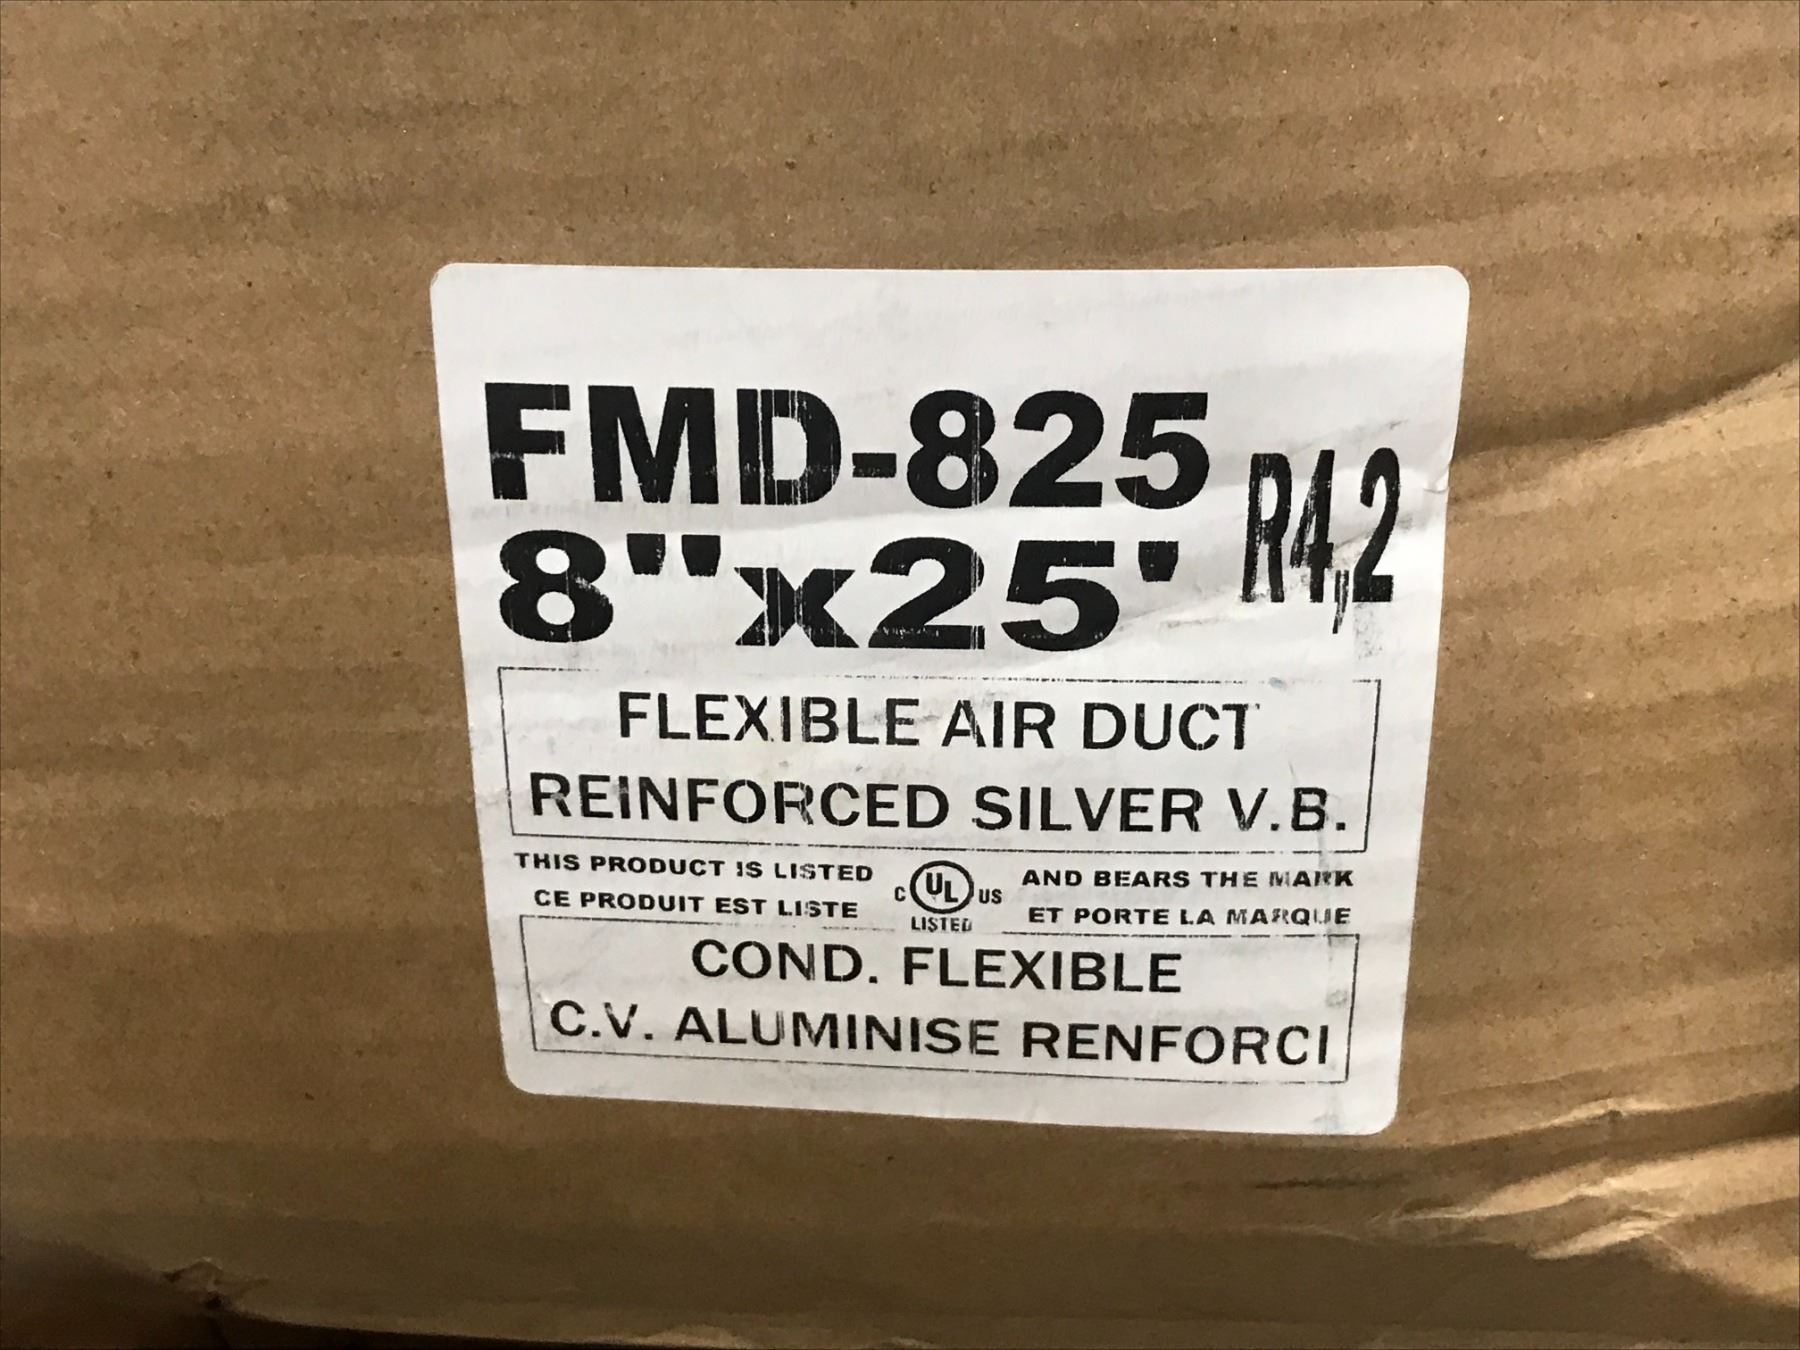 FMD-825
8"x25' R4,2
FLEXIBLE AIR DUCT
REINFORCED SILVER V.B.
THIS PRODUCT IS LISTED C UL US AND BEARS THE MARK
CE PRODUIT EST LISTE LISTED ET PORTE LA MARQUE
COND. FLEXIBLE
C.V. ALUMINISE RENFORCI